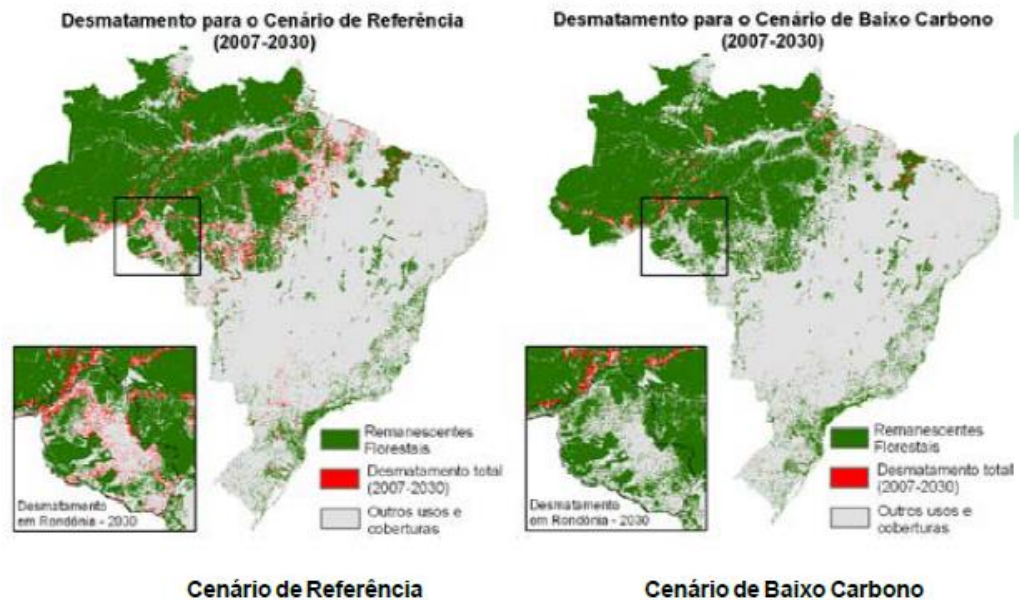 Desmatamento para o Cenário de Referência
(2007-2030)
Remanescentes
Florestais
Desmatamento total
(2007-2030)
Outros usos e
coberturas
Desmatamento
em Rondônia - 2030
Cenário de Referência
Desmatamento para o Cenário de Baixo Carbono
(2007-2030)
Remanescentes
Florestais
Desmatamento total
(2007-2030)
Outros usos e
coberturas
Desmatamento
em Rondônia - 2030
Cenário de Baixo Carbono